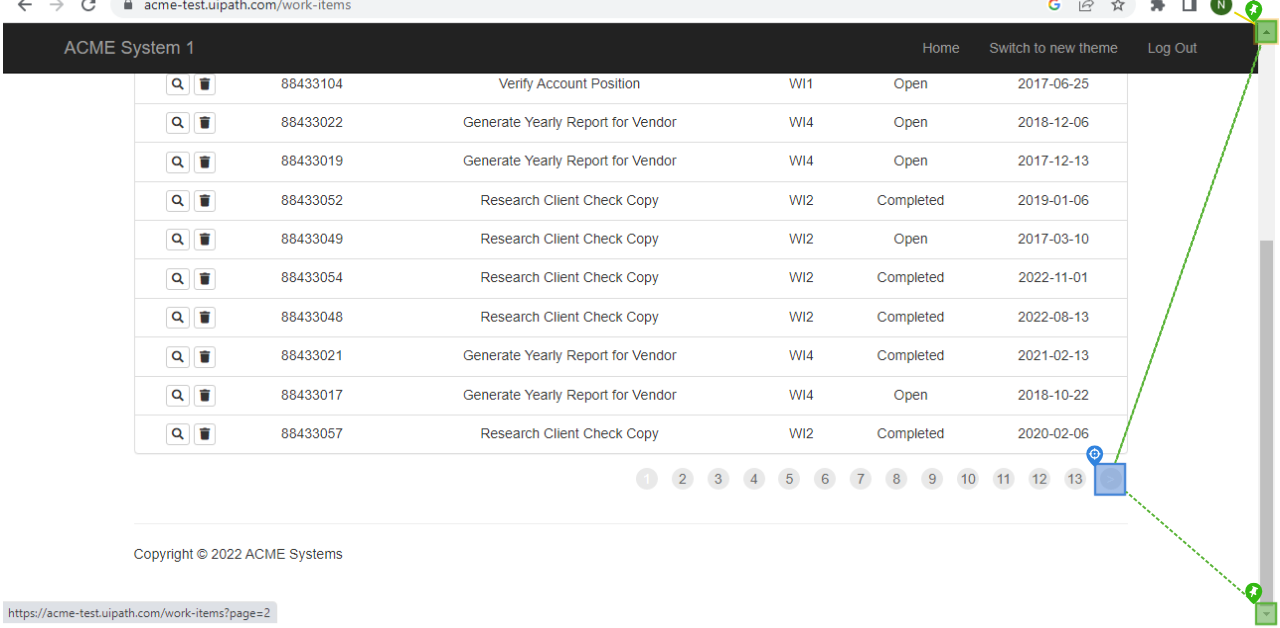 acme-test.uipath.com/work-items
G
N
ACME System 1 Home Switch to new theme Log Out
88433104 Verify Account Position WI1 Open 2017-06-25
88433022 Generate Yearly Report for Vendor WI4 Open 2018-12-06
88433019 Generate Yearly Report for Vendor WI4 Open 2017-12-13
88433052 Research Client Check Copy WI2 Completed 2019-01-06
88433049 Research Client Check Copy WI2 Open 2017-03-10
88433054 Research Client Check Copy WI2 Completed 2022-11-01
88433048 Research Client Check Copy WI2 Completed 2022-08-13
88433021 Generate Yearly Report for Vendor WI4 Completed 2021-02-13
88433017 Generate Yearly Report for Vendor WI4 Open 2018-10-22
88433057 Research Client Check Copy WI2 Completed 2020-02-06
1 2 3 4 5 6 7 8 9 10 11 12 13 >
Copyright © 2022 ACME Systems
https://acme-test.uipath.com/work-items?page=2